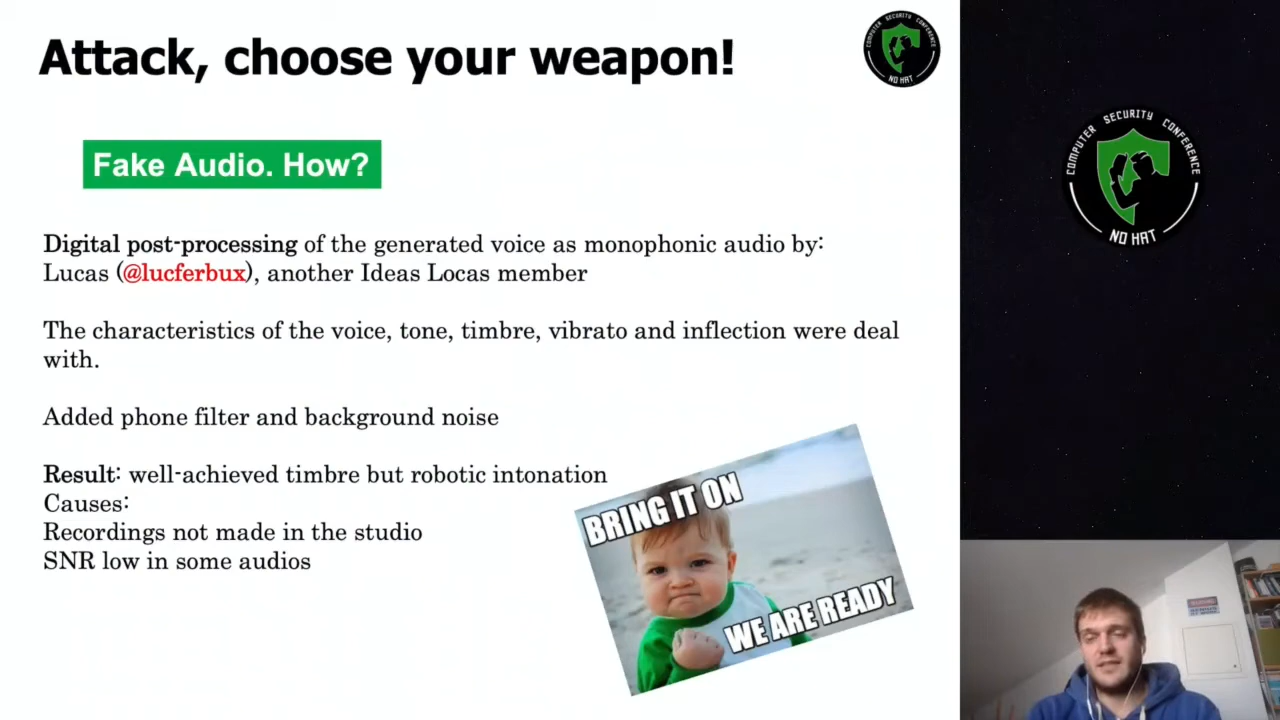 Attack, choose your weapon!
COMPUTER SECURITY CONFERENCE
NO HAT
Fake Audio. How?
Digital post-processing of the generated voice as monophonic audio by:
Lucas (@lucferbux), another Ideas Locas member
The characteristics of the voice, tone, timbre, vibrato and inflection were deal
with.
Added phone filter and background noise
Result: well-achieved timbre but robotic intonation
Causes:
Recordings not made in the studio
SNR low in some audios
BRING IT ON
WE ARE READY
COMPUTER SECURITY CONFERENCE
NO HAT